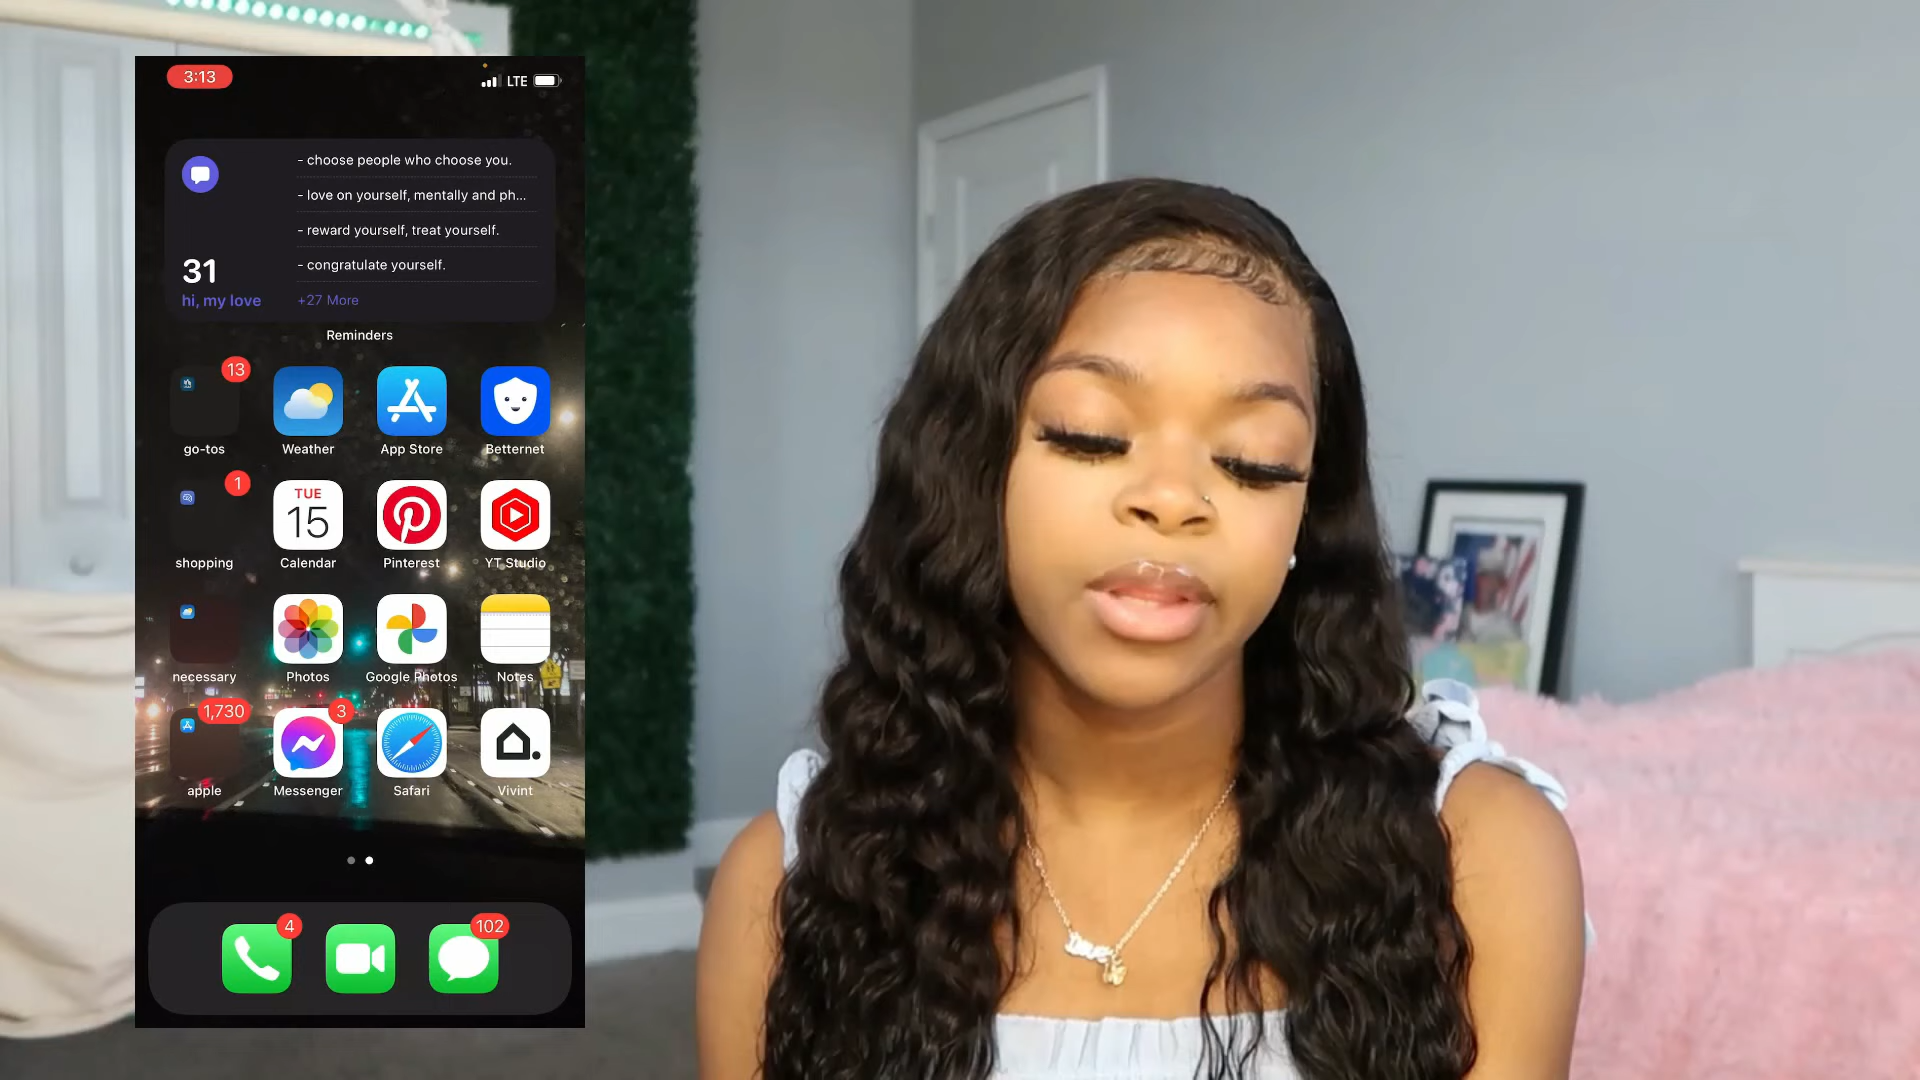 3:13
LTE
- choose people who choose you.
- love on yourself, mentally and ph...
- reward yourself, treat yourself.
- congratulate yourself.
31
hi, my love
+27 More
Reminders
13
go-tos
Weather
App Store
Betternet
1
shopping
TUE
15
Calendar
Pinterest
YT Studio
necessary
Photos
Google Photos
Notes
1,730
apple
3
Messenger
Safari
Vivint
4
102